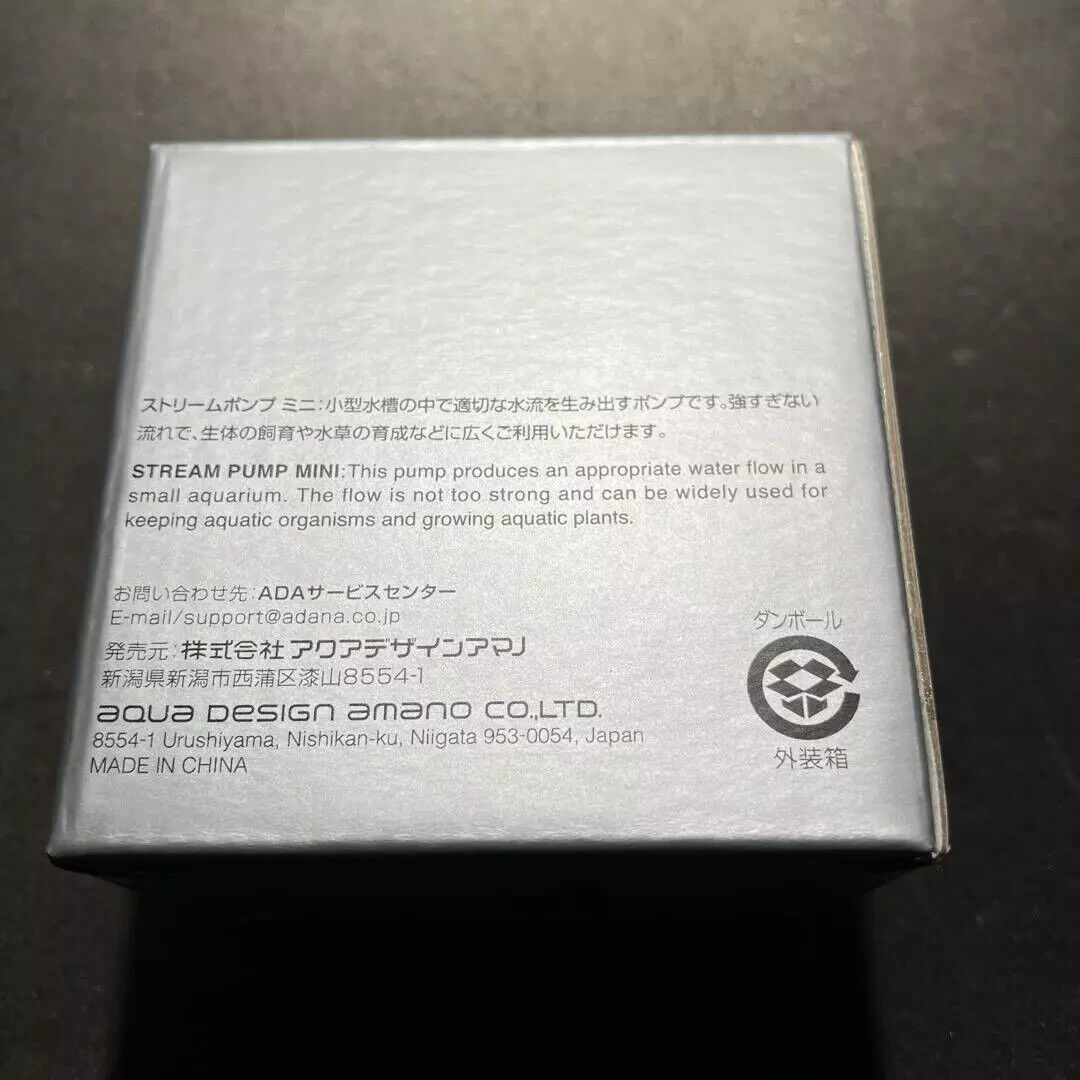 ストリームポンプ ミニ:小型水槽の中で適切な水流を生み出すポンプです。強すぎない
流れで、生体の飼育や水草の育成などに広くご利用いただけます。
STREAM PUMP MINI:This pump produces an appropriate water flow in a
small aquarium. The flow is not too strong and can be widely used for
keeping aquatic organisms and growing aquatic plants.
お問い合わせ先:ADAサービスセンター
E-mail/support@adana.co.jp
発売元:株式会社 アクアデザインアマノ
新潟県新潟市西蒲区漆山8554-1
AQUA DESIGN AMANO CO.,LTD.
8554-1 Urushiyama, Nishikan-ku, Niigata 953-0054, Japan
MADE IN CHINA
ダンボール
外装箱